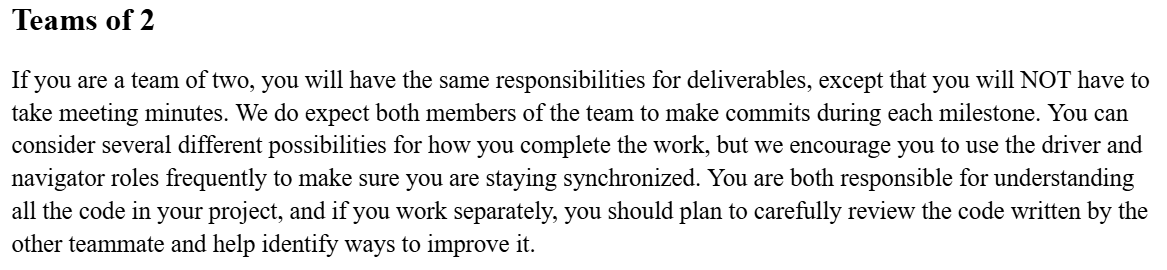 Teams of 2
If you are a team of two, you will have the same responsibilities for deliverables, except that you will NOT have to
take meeting minutes. We do expect both members of the team to make commits during each milestone. You can
consider several different possibilities for how you complete the work, but we encourage you to use the driver and
navigator roles frequently to make sure you are staying synchronized. You are both responsible for understanding
all the code in your project, and if you work separately, you should plan to carefully review the code written by the
other teammate and help identify ways to improve it.